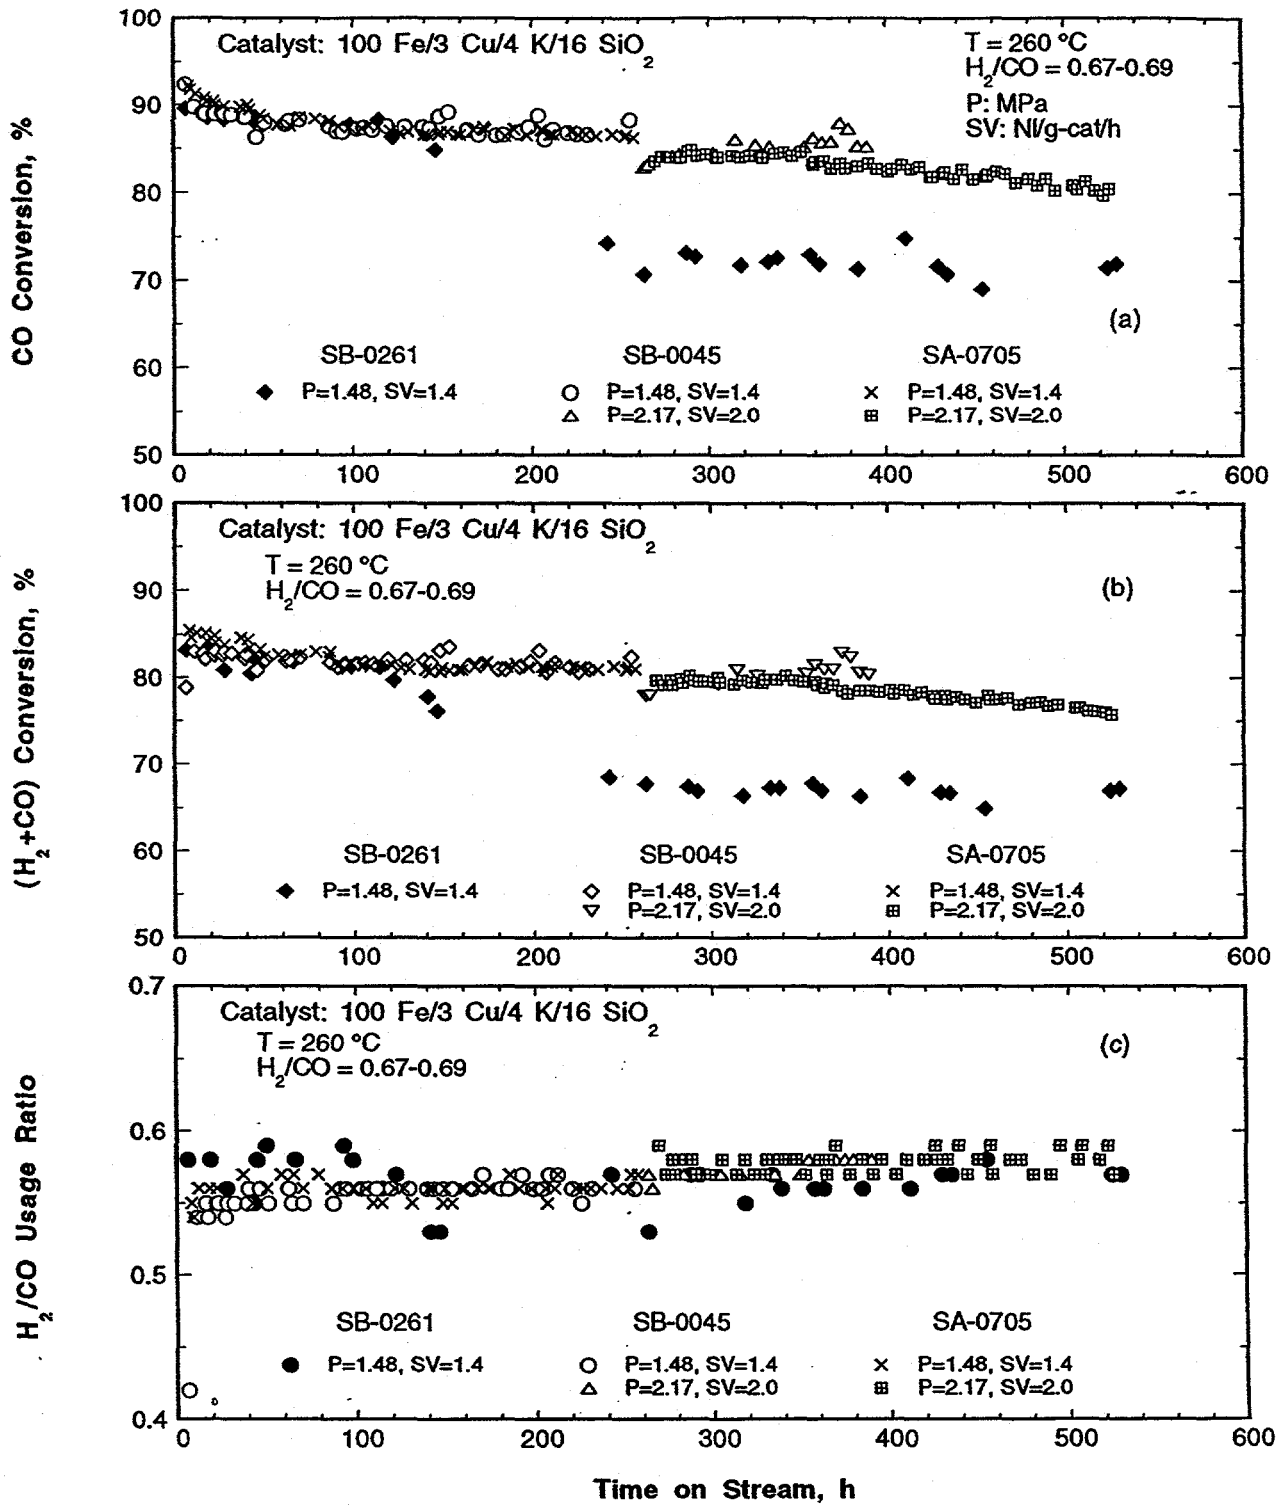 100
Catalyst: 100 Fe/3 Cu/4 K/16 SiO2
T = 260 °C
H2/CO = 0.67-0.69
P: MPa
SV: Nl/g-cat/h
90
80
70
60
50
CO Conversion, %
(a)
SB-0261 SB-0045 SA-0705
P=1.48, SV=1.4 P=1.48, SV=1.4 P=1.48, SV=1.4
P=2.17, SV=2.0 P=2.17, SV=2.0
0 100 200 300 400 500 600
100
Catalyst: 100 Fe/3 Cu/4 K/16 SiO2
T = 260 °C
H2/CO = 0.67-0.69
(b)
90
80
70
60
50
(H2+CO) Conversion, %
SB-0261 SB-0045 SA-0705
P=1.48, SV=1.4 P=1.48, SV=1.4 P=1.48, SV=1.4
P=2.17, SV=2.0 P=2.17, SV=2.0
0 100 200 300 400 500 600
0.7
Catalyst: 100 Fe/3 Cu/4 K/16 SiO2
T = 260 °C
H2/CO = 0.67-0.69
(c)
0.6
0.5
0.4
H2/CO Usage Ratio
SB-0261 SB-0045 SA-0705
P=1.48, SV=1.4 P=1.48, SV=1.4 P=1.48, SV=1.4
P=2.17, SV=2.0 P=2.17, SV=2.0
0 100 200 300 400 500 600
Time on Stream, h